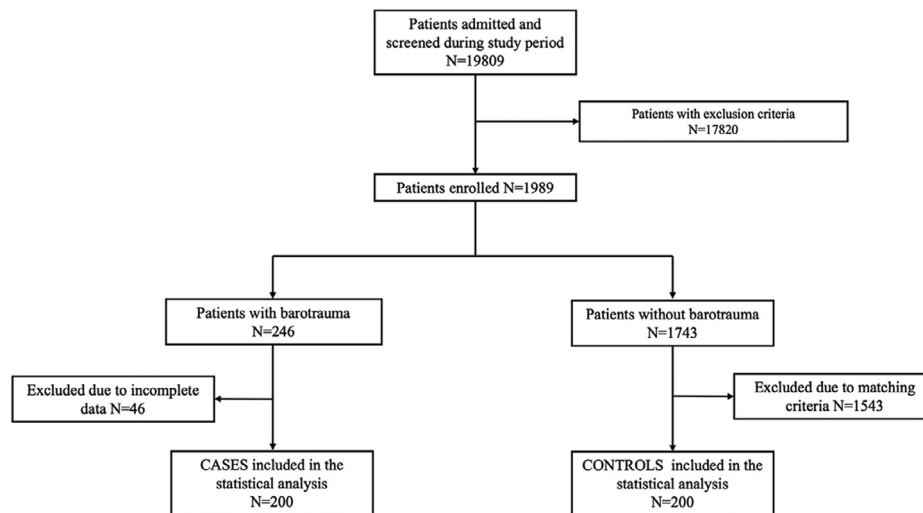 Patients admitted and
screened during study period
N=19809
Patients with exclusion criteria
N=17820
Patients enrolled N=1989
Patients with barotrauma
N=246
Patients without barotrauma
N=1743
Excluded due to incomplete
data N=46
Excluded due to matching
criteria N=1543
CASES included in the
statistical analysis
N=200
CONTROLS included in the
statistical analysis
N=200